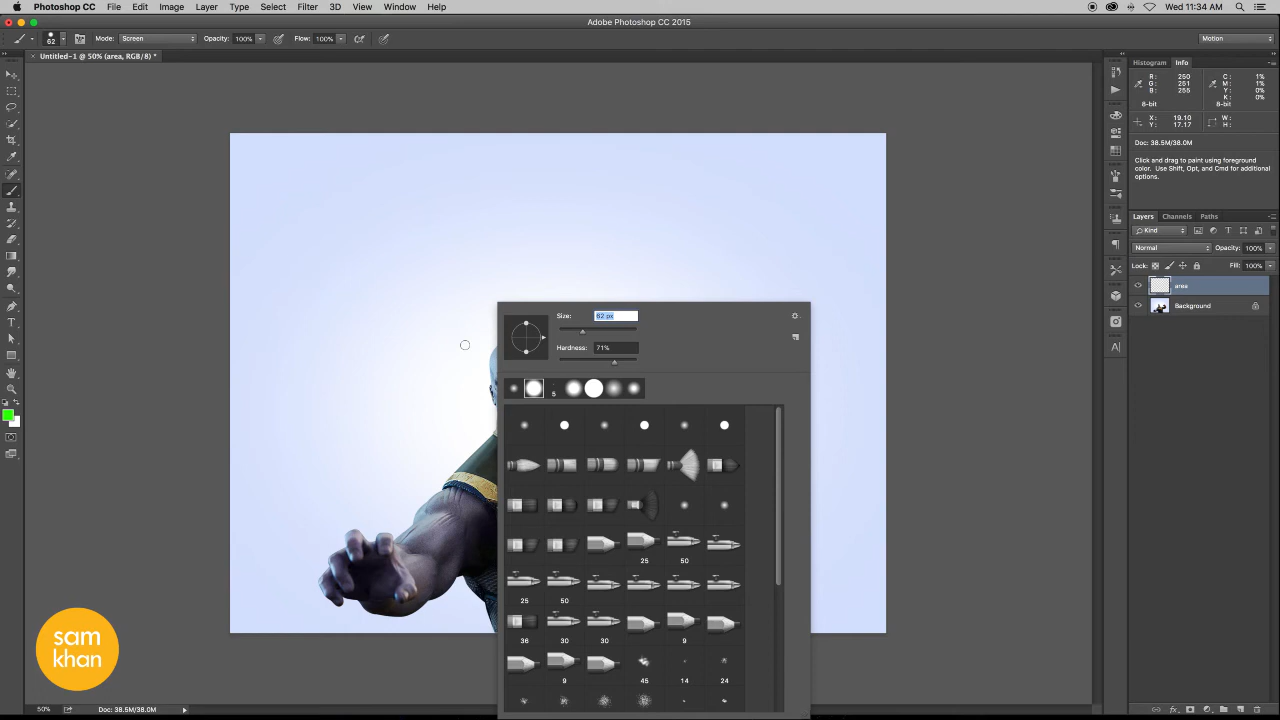 Photoshop CC File Edit Image Layer Type Select Filter 3D View Window Help Wed 11:34 AM
Adobe Photoshop CC 2015
62 Mode: Screen Opacity: 100% Flow: 100% Motion
Untitled-1 @ 50% (area, RGB/8) *
Histogram Info
R: 250 C: 1%
G: 251 M: 1%
B: 255 Y: 0%
K: 0%
8-bit 8-bit
X: 19.10 W:
Y: 17.17 H:
Doc: 38.5M/38.0M
Click and drag to paint using foreground
color. Use Shift, Opt, and Cmd for additional
options.
Layers Channels Paths
Kind
Normal Opacity: 100%
Lock: Fill: 100%
area
Background
Size: 62 px
Hardness: 71%
5
25 50
25 50
36 30 30 9
9 45 14 24
sam
khan
50% Doc: 38.5M/38.0M